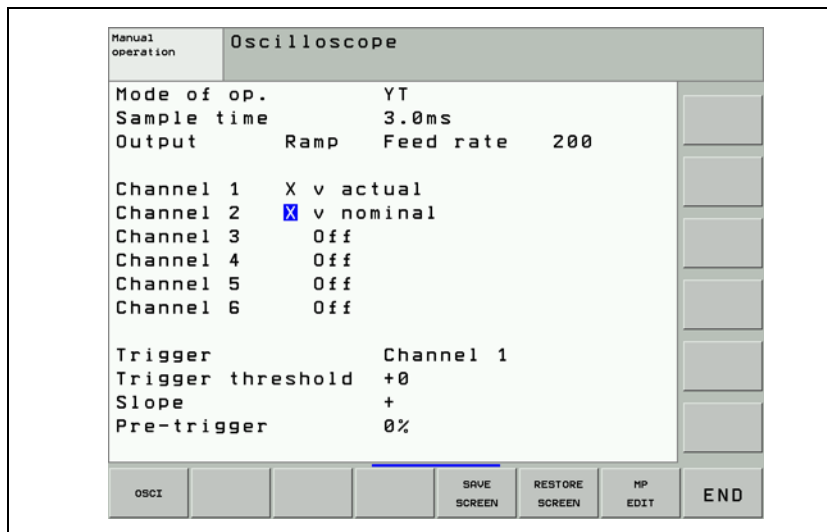 Manual
operation
Oscilloscope
Mode of op. YT
Sample time 3.0ms
Output Ramp Feed rate 200
Channel 1 X v actual
Channel 2 X v nominal
Channel 3 Off
Channel 4 Off
Channel 5 Off
Channel 6 Off
Trigger Channel 1
Trigger threshold +0
Slope +
Pre-trigger 0%
OSCI
SAVE
SCREEN
RESTORE
SCREEN
MP
EDIT
END